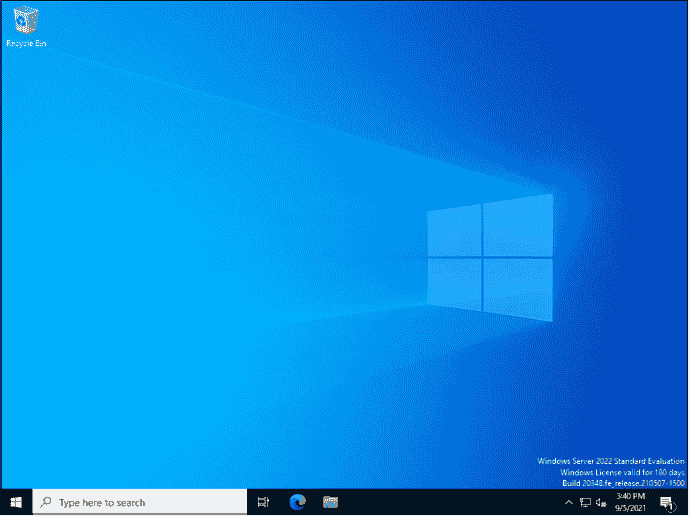 Recycle Bin
Windows Server 2022 Standard Evaluation
Windows License valid for 180 days
Build 20348.fe_release.210507-1500
Type here to search
3:40 PM
9/5/2021